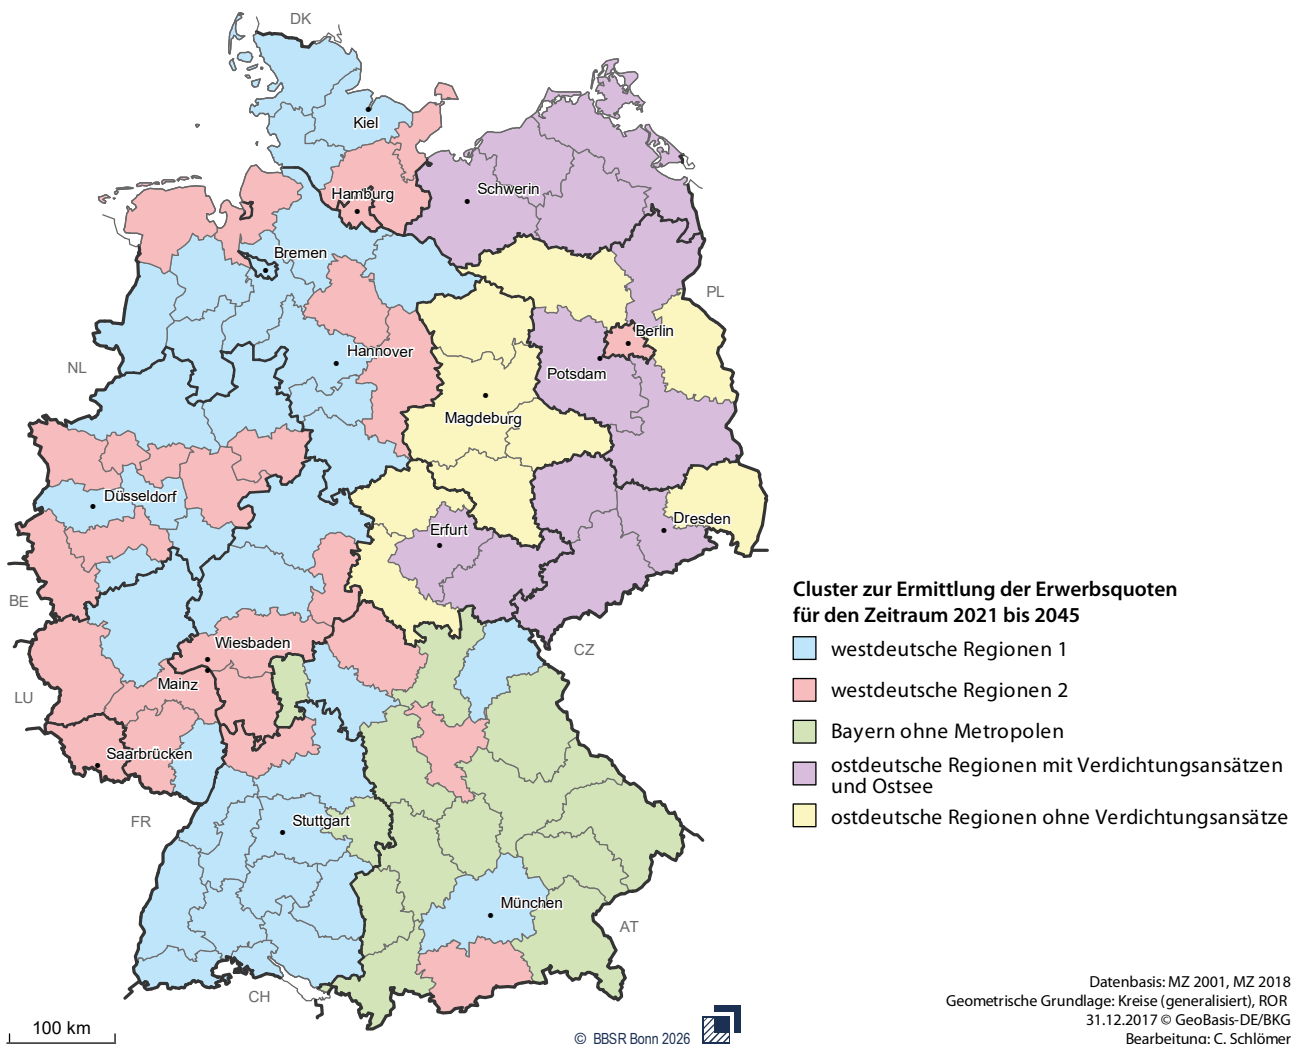 DK
Kiel
Schwerin
Hamburg
Bremen
PL
Berlin
Hannover
NL
Potsdam
Magdeburg
Düsseldorf
Dresden
Erfurt
BE
Wiesbaden
CZ
Mainz
LU
Saarbrücken
FR
Stuttgart
München
AT
CH
Cluster zur Ermittlung der Erwerbsquoten
für den Zeitraum 2021 bis 2045
westdeutsche Regionen 1
westdeutsche Regionen 2
Bayern ohne Metropolen
ostdeutsche Regionen mit Verdichtungsansätzen
und Ostsee
ostdeutsche Regionen ohne Verdichtungsansätze
100 km
© BBSR Bonn 2026
Datenbasis: MZ 2001, MZ 2018
Geometrische Grundlage: Kreise (generalisiert), ROR
31.12.2017 © GeoBasis-DE/BKG
Bearbeitung: C. Schlömer